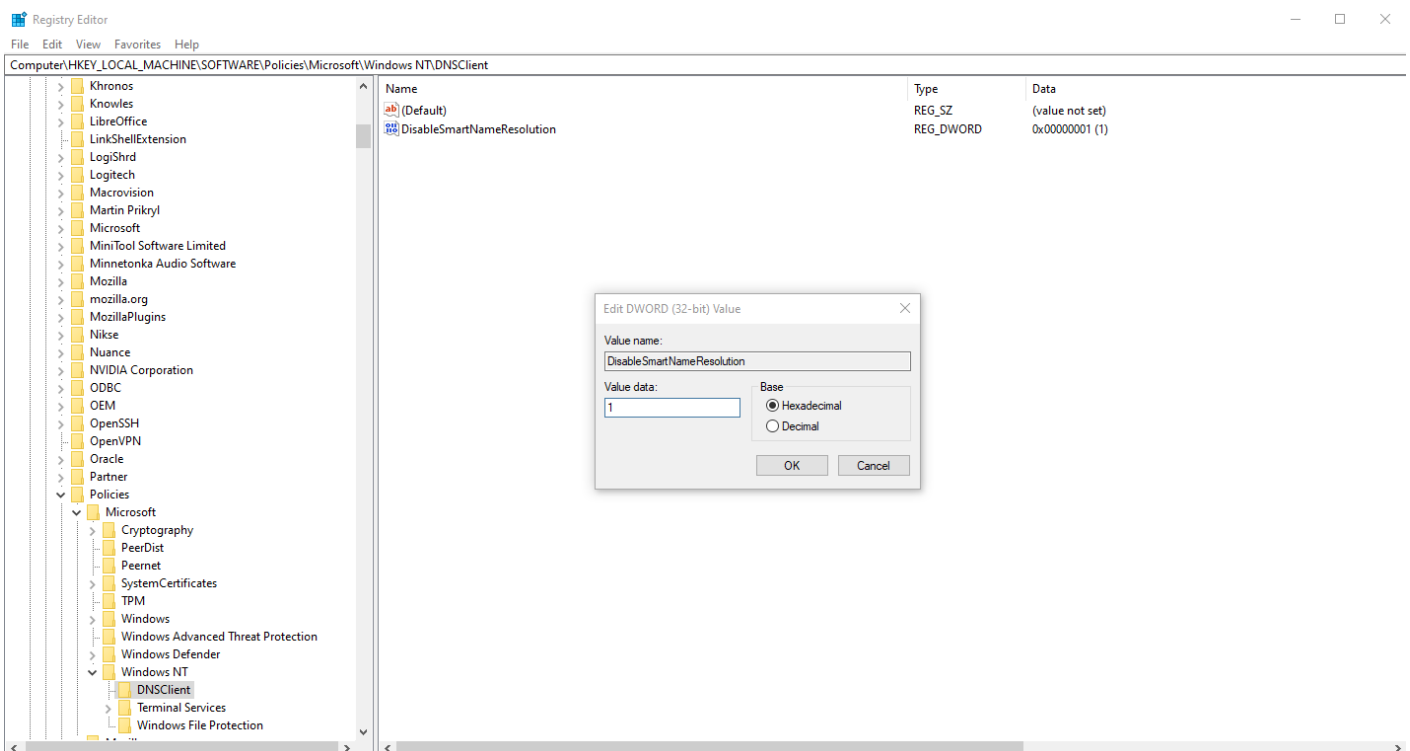 Registry Editor
File Edit View Favorites Help
Computer\HKEY_LOCAL_MACHINE\SOFTWARE\Policies\Microsoft\Windows NT\DNSClient
Khronos
Knowles
LibreOffice
LinkShellExtension
LogiShrd
Logitech
Macrovision
Martin Prikryl
Microsoft
MiniTool Software Limited
Minnetonka Audio Software
Mozilla
mozilla.org
MozillaPlugins
Nikse
Nuance
NVIDIA Corporation
ODBC
OEM
OpenSSH
OpenVPN
Oracle
Partner
Policies
Microsoft
Cryptography
PeerDist
Peernet
SystemCertificates
TPM
Windows
Windows Advanced Threat Protection
Windows Defender
Windows NT
DNSClient
Terminal Services
Windows File Protection
Name Type Data
ab (Default) REG_SZ (value not set)
DisableSmartNameResolution REG_DWORD 0x00000001 (1)
Edit DWORD (32-bit) Value
Value name:
DisableSmartNameResolution
Value data:
1
Base
Hexadecimal
Decimal
OK Cancel